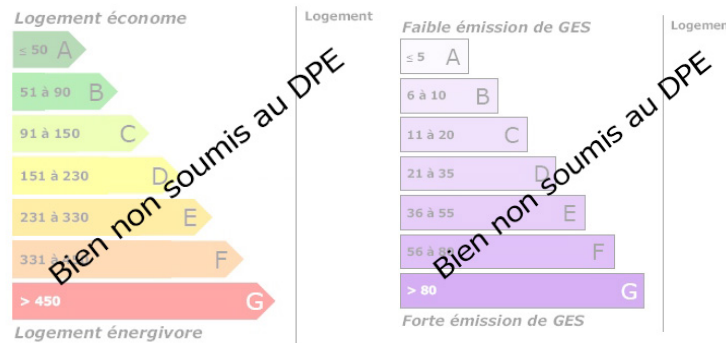 Logement économe
Logement
≤ 50 A
51 à 90 B
91 à 150 C
151 à 230 D
231 à 330 E
331 à F
> 450 G
Logement énergivore
Bien non soumis au DPE
Faible émission de GES
Logemen
≤ 5 A
6 à 10 B
11 à 20 C
21 à 35 D
36 à 55 E
56 à 80 F
> 80 G
Forte émission de GES
Bien non soumis au DPE